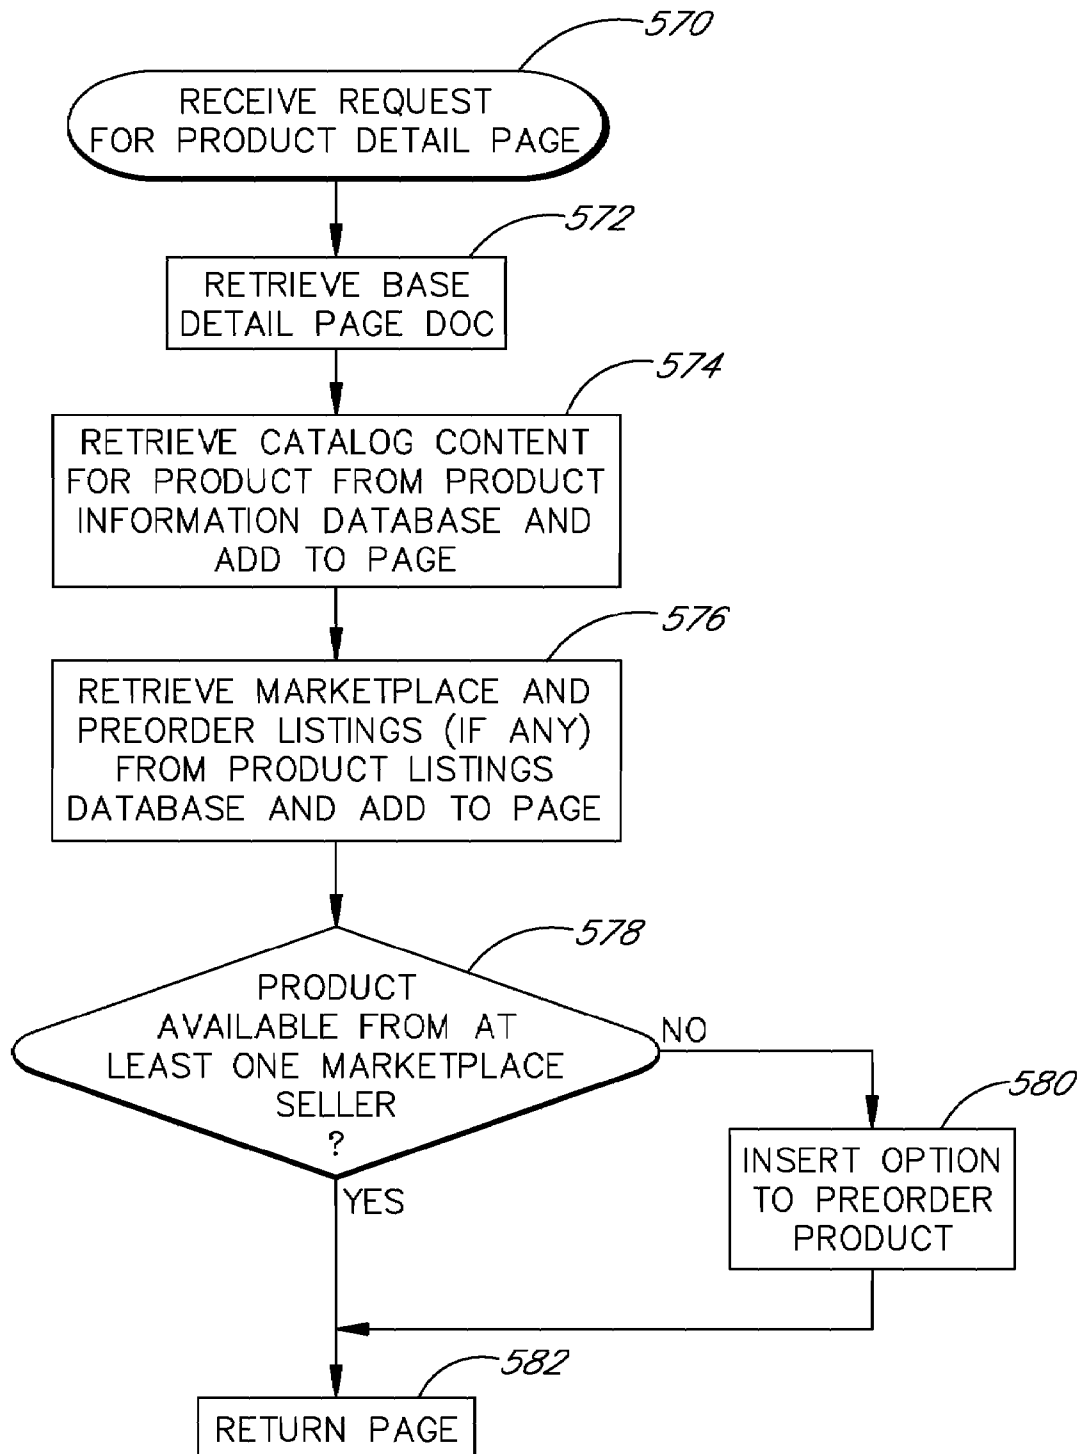 570
RECEIVE REQUEST
FOR PRODUCT DETAIL PAGE
572
RETRIEVE BASE
DETAIL PAGE DOC
574
RETRIEVE CATALOG CONTENT
FOR PRODUCT FROM PRODUCT
INFORMATION DATABASE AND
ADD TO PAGE
576
RETRIEVE MARKETPLACE AND
PREORDER LISTINGS (IF ANY)
FROM PRODUCT LISTINGS
DATABASE AND ADD TO PAGE
578
PRODUCT
AVAILABLE FROM AT
LEAST ONE MARKETPLACE
SELLER
?
NO
580
INSERT OPTION
TO PREORDER
PRODUCT
YES
582
RETURN PAGE